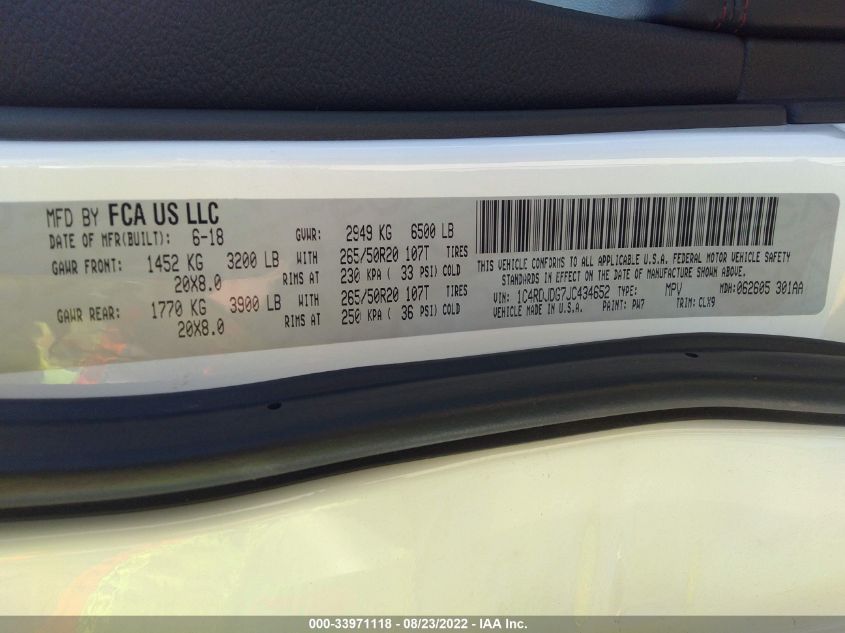 MFD BY FCA US LLC
DATE OF MFR(BUILT): 6-18 GVWR: 2949 KG 6500 LB
GAWR FRONT: 1452 KG 3200 LB WITH 265/50R20 107T TIRES
20X8.0 RIMS AT 230 KPA ( 33 PSI) COLD
GAWR REAR: 1770 KG 3900 LB WITH 265/50R20 107T TIRES
20X8.0 RIMS AT 250 KPA ( 36 PSI) COLD
THIS VEHICLE CONFORMS TO ALL APPLICABLE U.S.A. FEDERAL MOTOR VEHICLE SAFETY
STANDARDS IN EFFECT ON THE DATE OF MANUFACTURE SHOWN ABOVE.
VIN: 1C4RDJDG7JC434652 TYPE: MPV MDH:062605 301AA
MADE IN U.S.A. PAINT: PW7 TRIM: CLX9
000-33971118 - 08/23/2022 - IAA Inc.